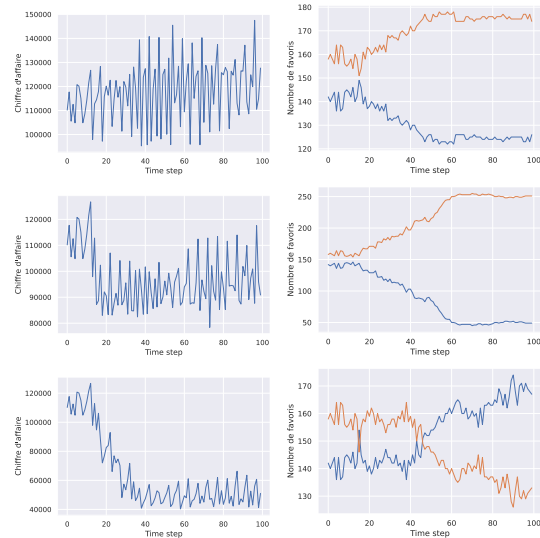 150000
140000
130000
120000
110000
100000
Chiffre d'affaire
0 20 40 60 80 100
Time step
180
170
160
150
140
130
120
Nombre de favoris
0 20 40 60 80 100
Time step
120000
110000
100000
90000
80000
Chiffre d'affaire
0 20 40 60 80 100
Time step
250
200
150
100
50
Nombre de favoris
0 20 40 60 80 100
Time step
120000
100000
80000
60000
40000
Chiffre d'affaire
0 20 40 60 80 100
Time step
170
160
150
140
130
Nombre de favoris
0 20 40 60 80 100
Time step